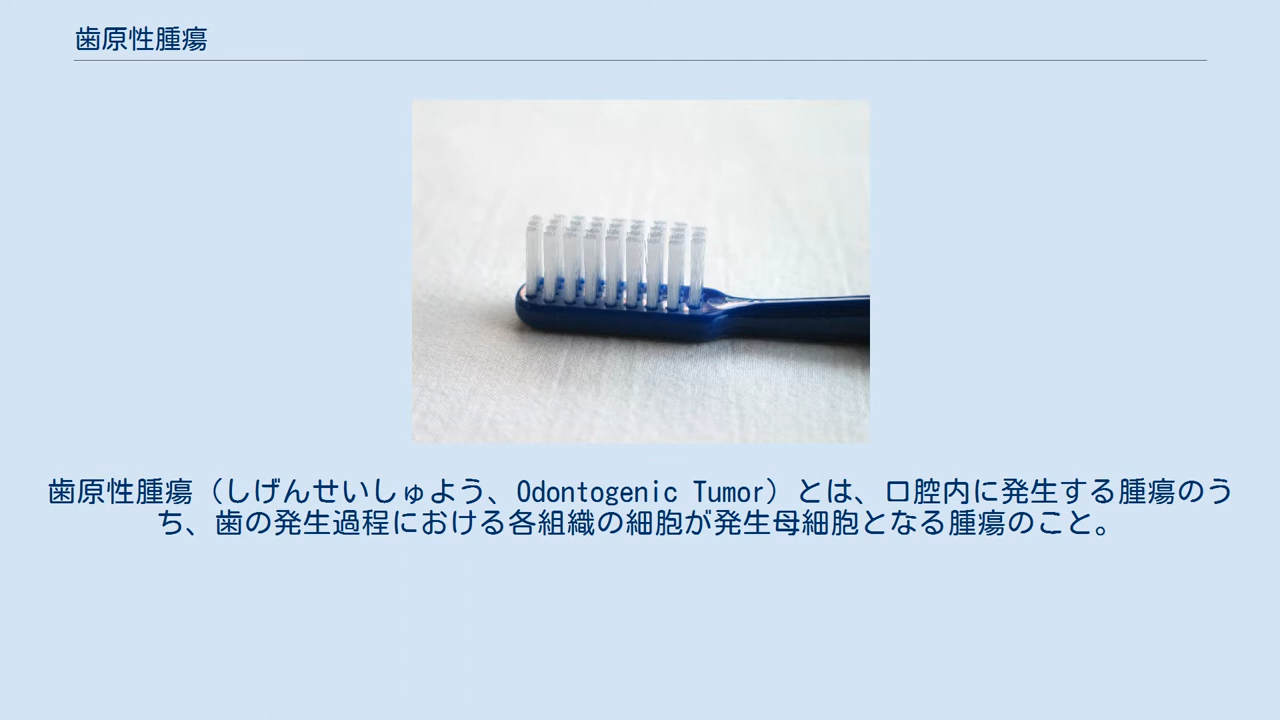 歯原性腫瘍
歯原性腫瘍（しげんせいしゅよう、Odontogenic Tumor）とは、口腔内に発生する腫瘍のう
ち、歯の発生過程における各組織の細胞が発生母細胞となる腫瘍のこと。